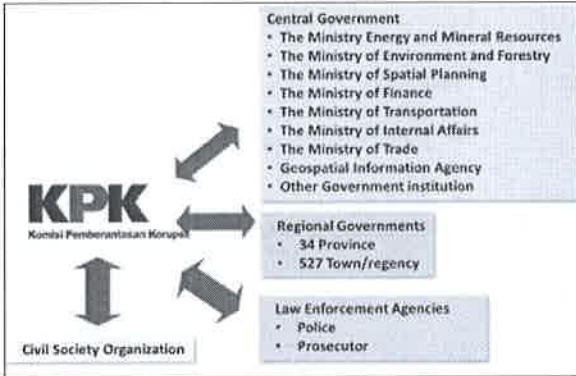 Central Government
• The Ministry Energy and Mineral Resources
• The Ministry of Environment and Forestry
• The Ministry of Spatial Planning
• The Ministry of Finance
• The Ministry of Transportation
• The Ministry of Internal Affairs
• The Ministry of Trade
• Geospatial Information Agency
• Other Government institution
KPK
Komisi Pemberantasan Korupsi
Regional Governments
• 34 Province
• 527 Town/regency
Law Enforcement Agencies
• Police
• Prosecutor
Civil Society Organization